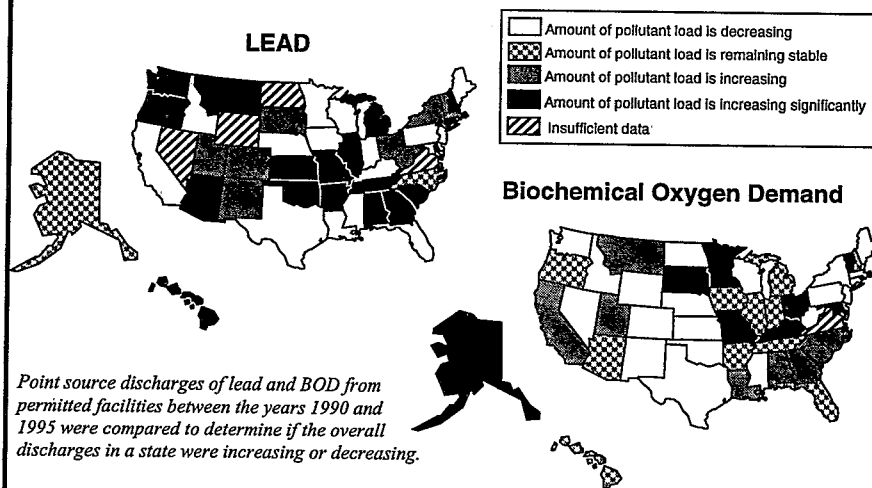 LEAD
Amount of pollutant load is decreasing
Amount of pollutant load is remaining stable
Amount of pollutant load is increasing
Amount of pollutant load is increasing significantly
Insufficient data
Biochemical Oxygen Demand
Point source discharges of lead and BOD from
permitted facilities between the years 1990 and
1995 were compared to determine if the overall
discharges in a state were increasing or decreasing.